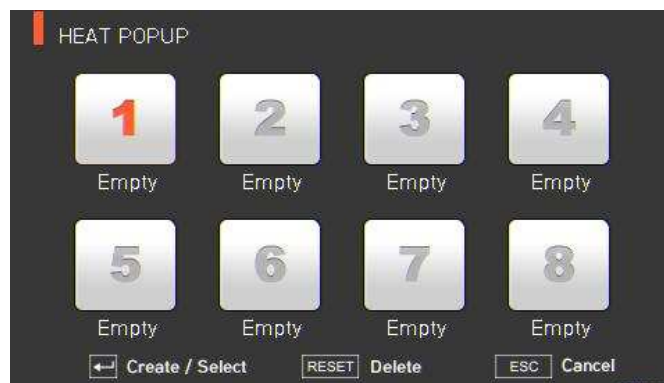 HEAT POPUP
1 2 3 4
Empty Empty Empty Empty
5 6 7 8
Empty Empty Empty Empty
Create / Select RESET Delete ESC Cancel